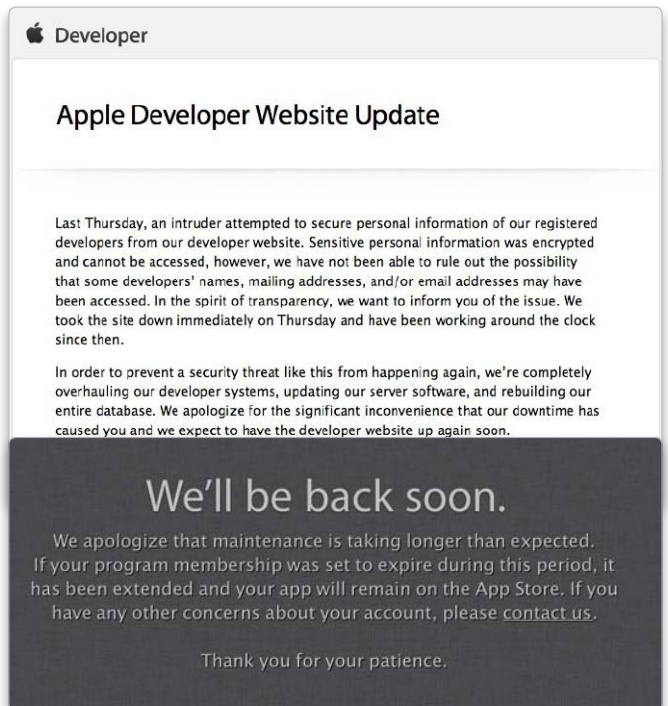 Developer
Apple Developer Website Update
Last Thursday, an intruder attempted to secure personal information of our registered
developers from our developer website. Sensitive personal information was encrypted
and cannot be accessed, however, we have not been able to rule out the possibility
that some developers' names, mailing addresses, and/or email addresses may have
been accessed. In the spirit of transparency, we want to inform you of the issue. We
took the site down immediately on Thursday and have been working around the clock
since then.
In order to prevent a security threat like this from happening again, we're completely
overhauling our developer systems, updating our server software, and rebuilding our
entire database. We apologize for the significant inconvenience that our downtime has
caused you and we expect to have the developer website up again soon.
We'll be back soon.
We apologize that maintenance is taking longer than expected.
If your program membership was set to expire during this period, it
has been extended and your app will remain on the App Store. If you
have any other concerns about your account, please contact us.
Thank you for your patience.